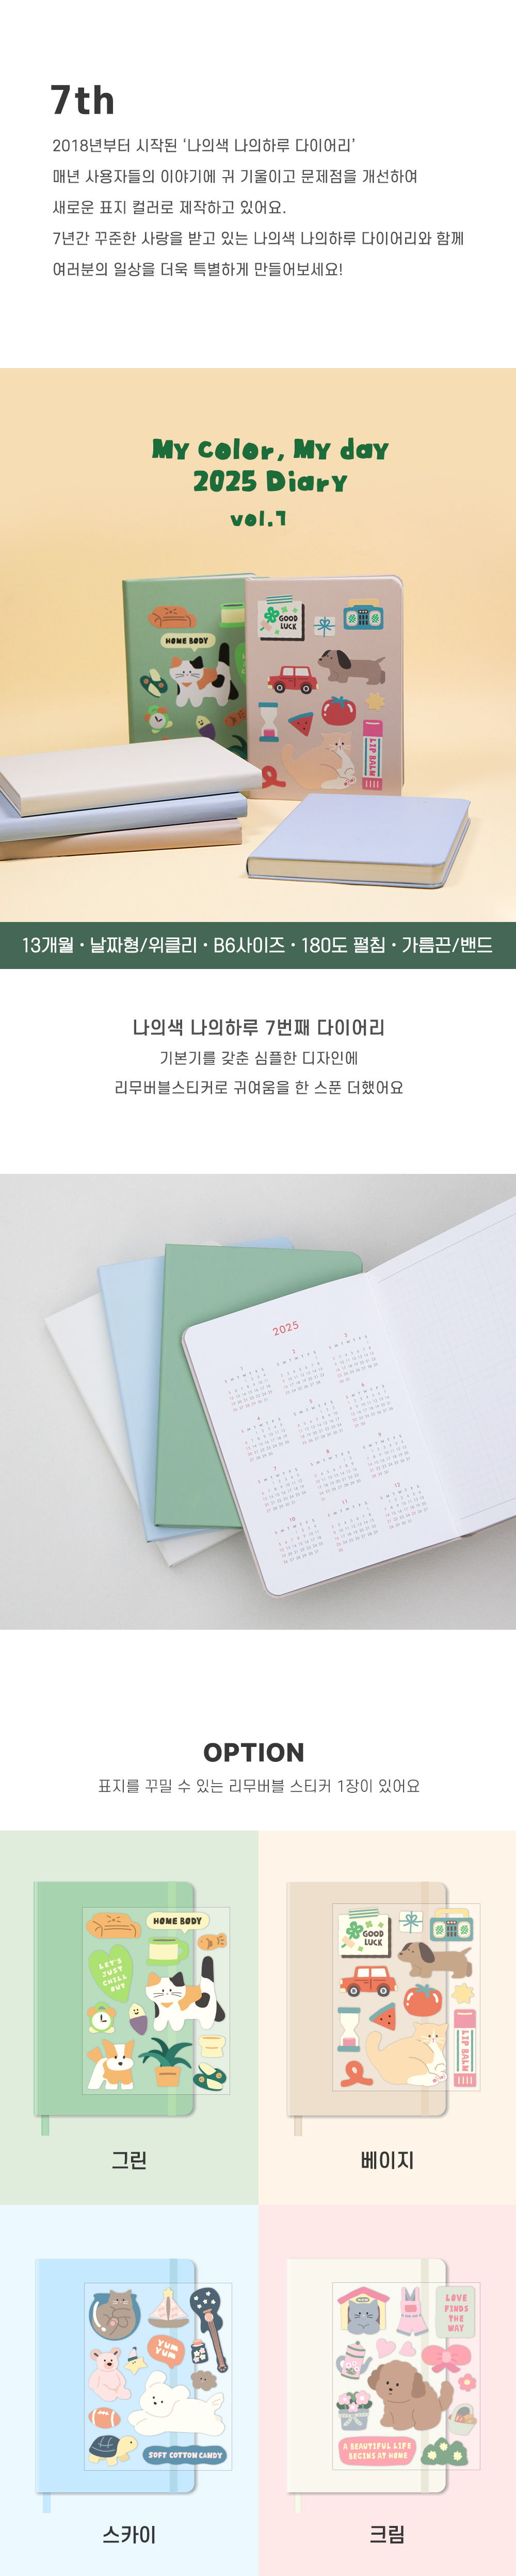 7th
2018년부터 시작된 ‘나의색 나의하루 다이어리’
매년 사용자들의 이야기에 귀 기울이고 문제점을 개선하여
새로운 표지 컬러로 제작하고 있어요.
7년간 꾸준한 사랑을 받고 있는 나의색 나의하루 다이어리와 함께
여러분의 일상을 더욱 특별하게 만들어보세요!
My color, My day
2025 Diary
vol.7
HOME BODY
GOOD
LUCK
LIP BALM
13개월 • 날짜형/위클리 • B6사이즈 • 180도 펼침 • 가름끈/밴드
나의색 나의하루 7번째 다이어리
기본기를 갖춘 심플한 디자인에
리무버블스티커로 귀여움을 한 스푼 더했어요
2025
OPTION
표지를 꾸밀 수 있는 리무버블 스티커 1장이 있어요
HOME BODY
LET'S
JUST
CHILL
OUT
GOOD
LUCK
LIP BALM
그린
베이지
YUM
YUM
SOFT COTTON CANDY
LOVE
FINDS
THE
WAY
A BEAUTIFUL LIFE
BEGINS AT HOME
스카이
크림